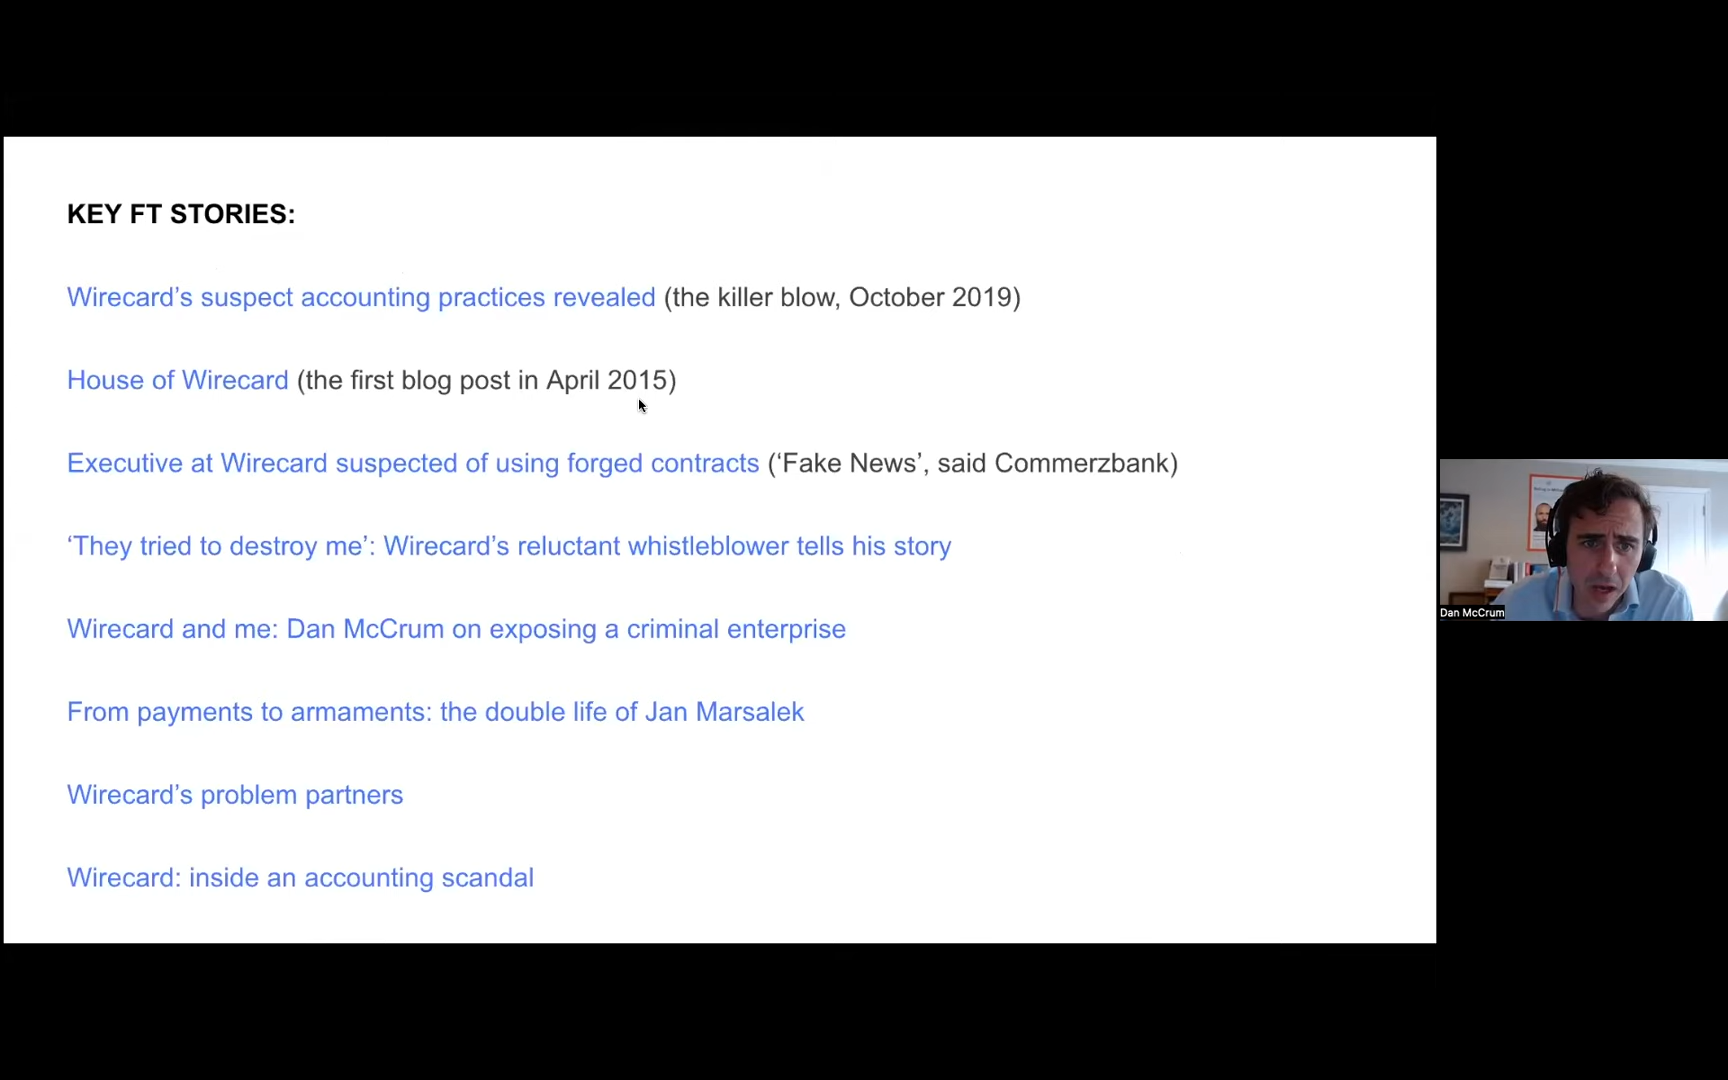 KEY FT STORIES:
Wirecard’s suspect accounting practices revealed (the killer blow, October 2019)
House of Wirecard (the first blog post in April 2015)
Executive at Wirecard suspected of using forged contracts (‘Fake News’, said Commerzbank)
‘They tried to destroy me’: Wirecard’s reluctant whistleblower tells his story
Wirecard and me: Dan McCrum on exposing a criminal enterprise
From payments to armaments: the double life of Jan Marsalek
Wirecard’s problem partners
Wirecard: inside an accounting scandal
Dan McCrum